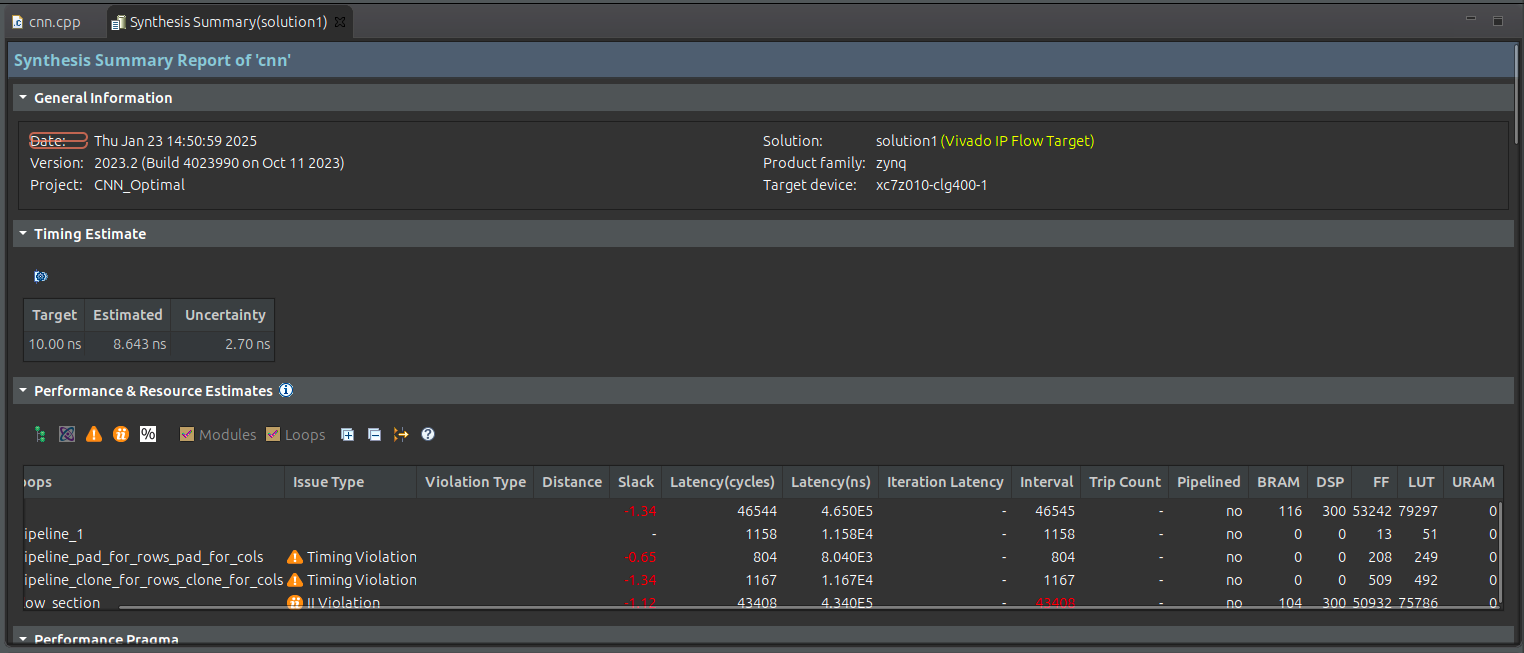 cnn.cpp Synthesis Summary(solution1)
Synthesis Summary Report of 'cnn'
General Information
Date: Thu Jan 23 14:50:59 2025 Solution: solution1 (Vivado IP Flow Target)
Version: 2023.2 (Build 4023990 on Oct 11 2023) Product family: zynq
Project: CNN_Optimal Target device: xc7z010-clg400-1
Timing Estimate
Target Estimated Uncertainty
10.00 ns 8.643 ns 2.70 ns
Performance & Resource Estimates
% Modules Loops
oops Issue Type Violation Type Distance Slack Latency(cycles) Latency(ns) Iteration Latency Interval Trip Count Pipelined BRAM DSP FF LUT URAM
-1.34 46544 4.650E5 - 46545 - no 116 300 53242 79297 0
ipeline_1 - 1158 1.158E4 - 1158 - no 0 0 13 51 0
ipeline_pad_for_rows_pad_for_cols Timing Violation -0.65 804 8.040E3 - 804 - no 0 0 208 249 0
ipeline_clone_for_rows_clone_for_cols Timing Violation -1.34 1167 1.167E4 - 1167 - no 0 0 509 492 0
ow_section II Violation -1.12 43408 4.340E5 - 43408 - no 104 300 50932 75786 0
Performance Pragma